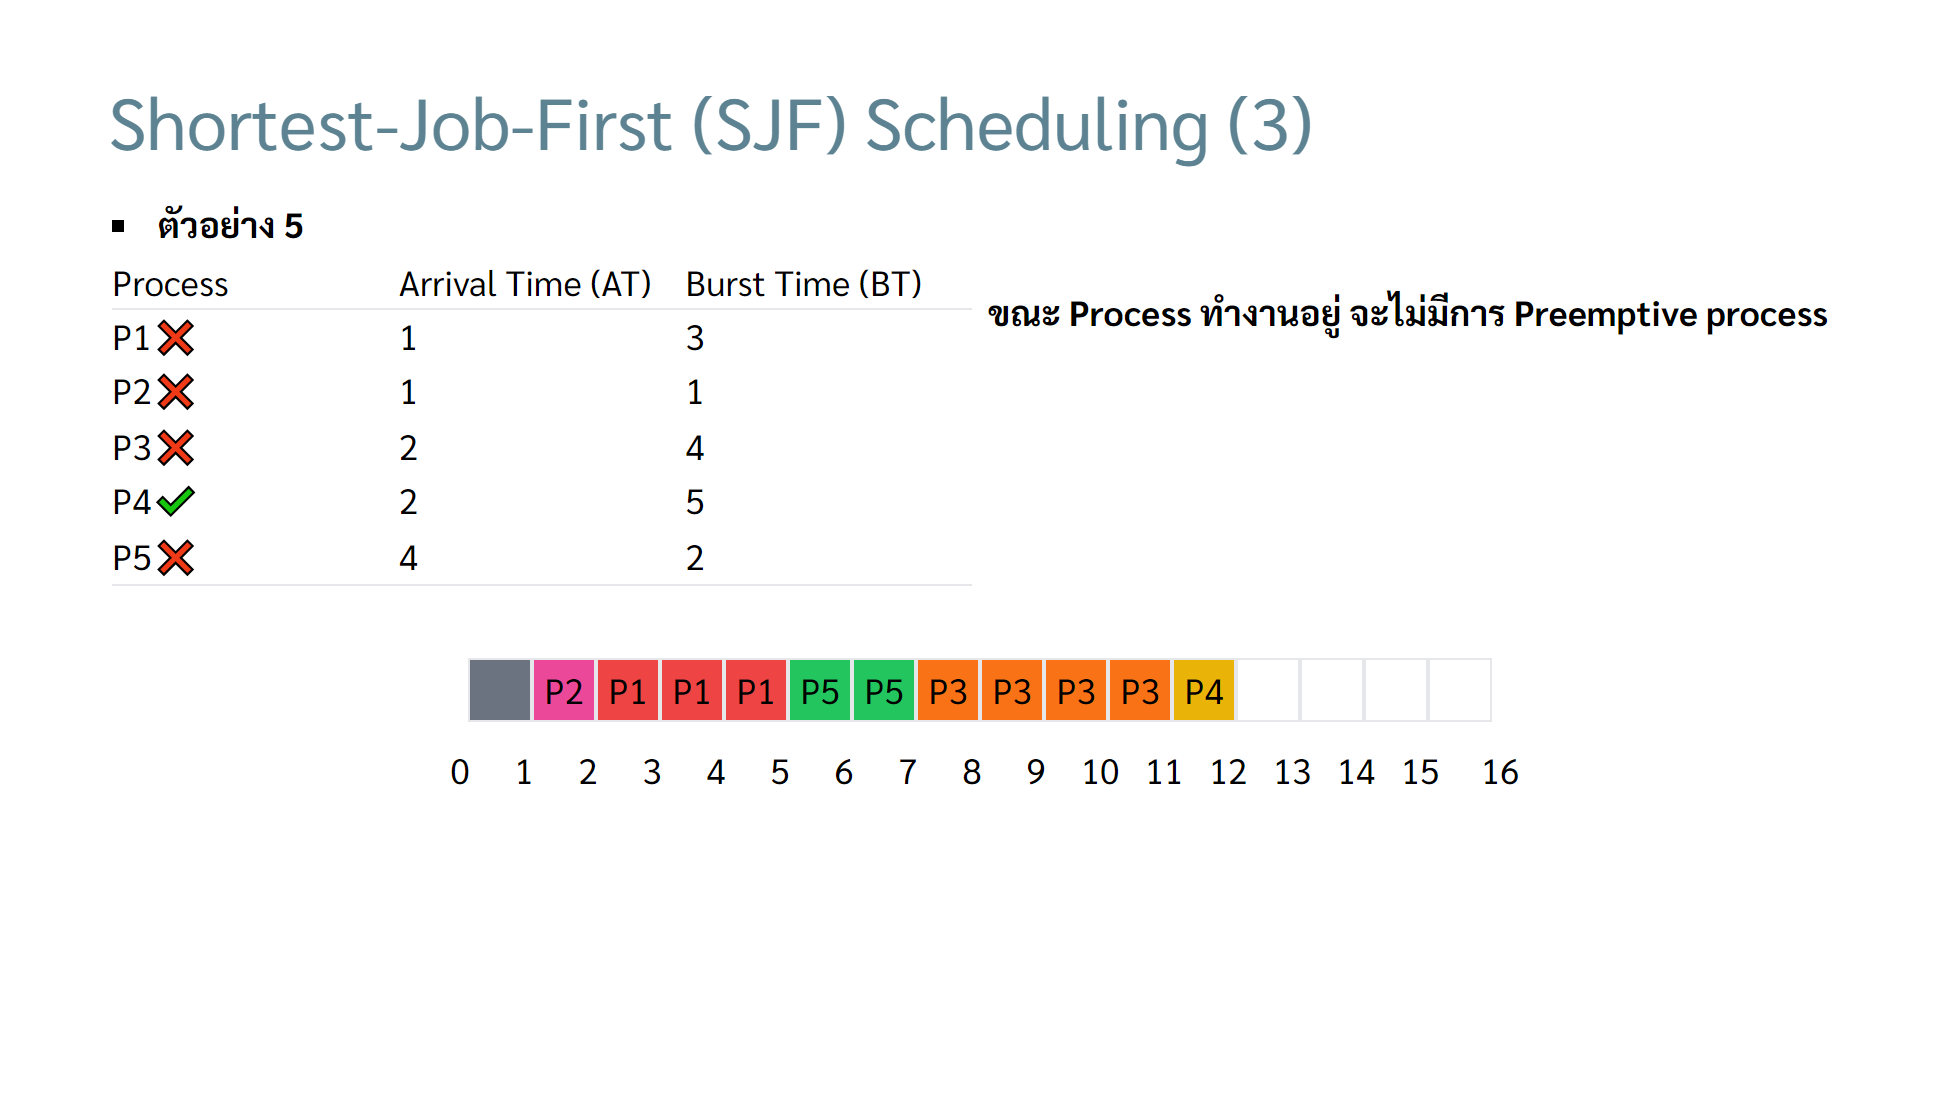 Shortest-Job-First (SJF) Scheduling (3)
ตัวอย่าง 5
Process Arrival Time (AT) Burst Time (BT)
ขณะ Process ทำงานอยู่ จะไม่มีการ Preemptive process
P1 1 3
P2 1 1
P3 2 4
P4 2 5
P5 4 2
P2 P1 P1 P1 P5 P5 P3 P3 P3 P3 P4
0 1 2 3 4 5 6 7 8 9 10 11 12 13 14 15 16